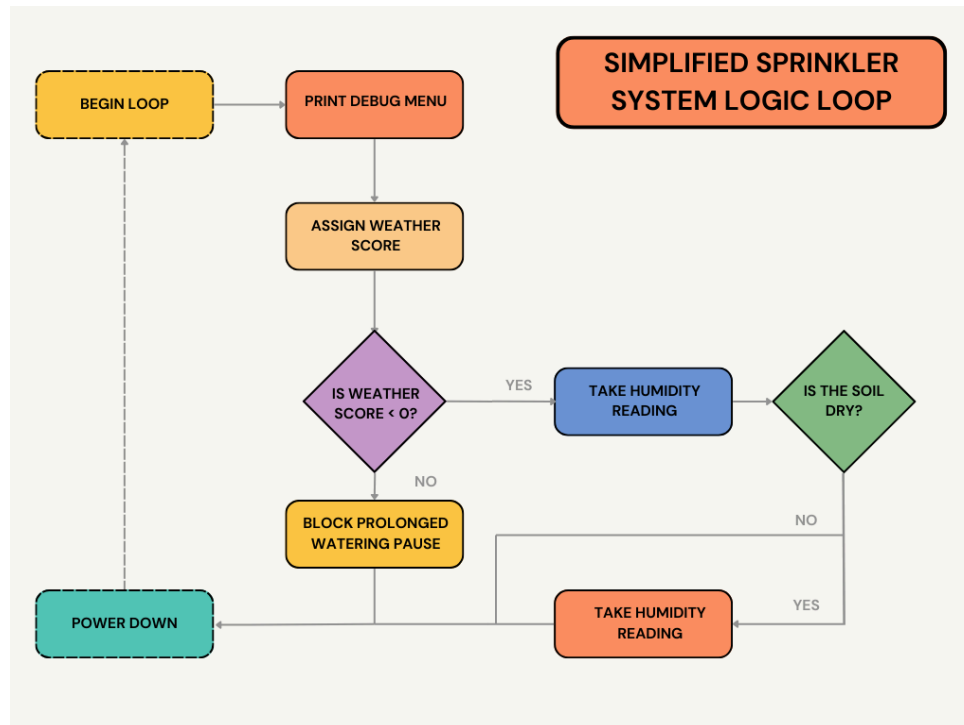 SIMPLIFIED SPRINKLER
SYSTEM LOGIC LOOP
BEGIN LOOP
PRINT DEBUG MENU
ASSIGN WEATHER
SCORE
IS WEATHER
SCORE < 0?
YES
TAKE HUMIDITY
READING
IS THE SOIL
DRY?
NO
BLOCK PROLONGED
WATERING PAUSE
NO
YES
TAKE HUMIDITY
READING
POWER DOWN